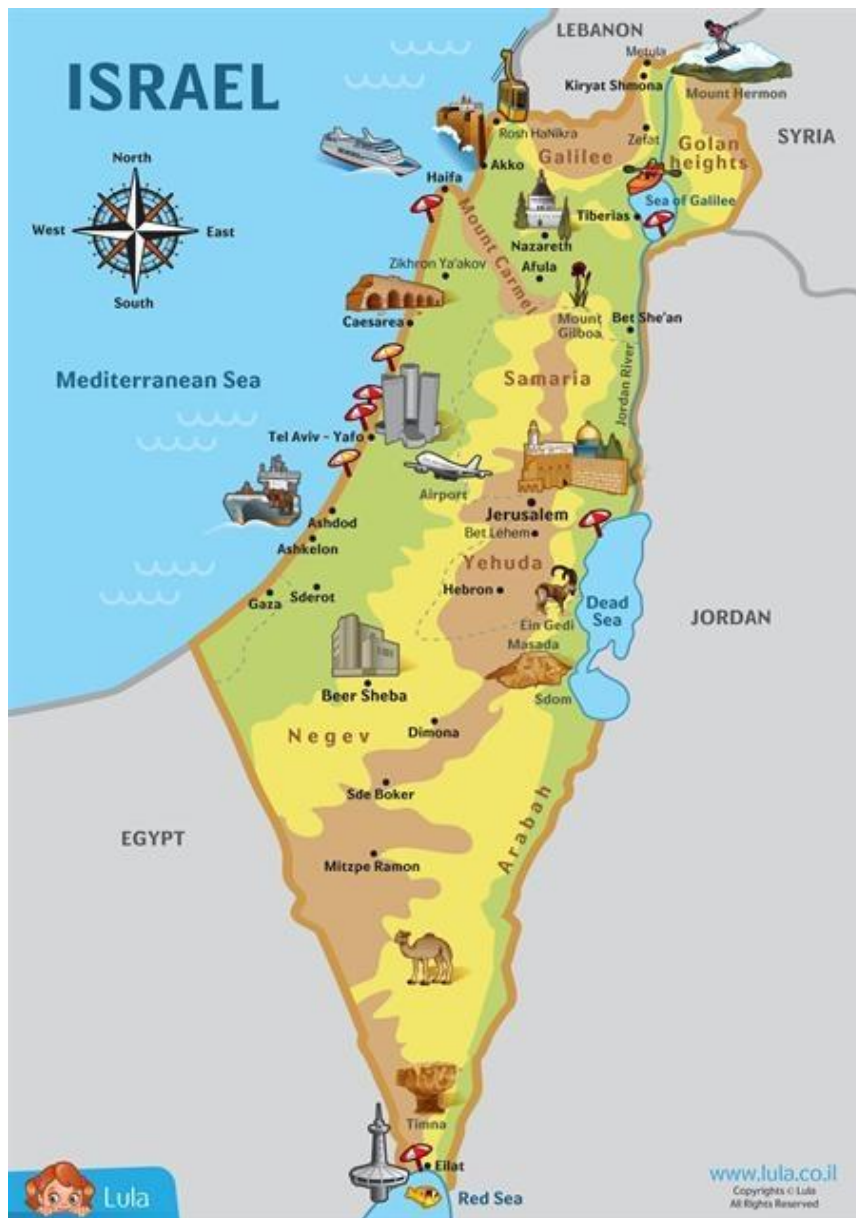 ISRAEL
LEBANON
Metula
Kiryat Shmona
Mount Hermon
Rosh HaNikra
SYRIA
Zefat
Galilee
Golan
heights
North
Akko
Haifa
Sea of Galilee
Tiberias
West
East
Nazareth
Mount Carmel
Zikhron Ya'akov
Afula
South
Mount
Gilboa
Bet She'an
Caesarea
Jordan River
Mediterranean Sea
Samaria
Tel Aviv - Yafo
Airport
Jerusalem
Ashdod
Bet Lehem
Ashkelon
Yehuda
Hebron
Sderot
Gaza
Dead
Sea
Ein Gedi
JORDAN
Masada
Beer Sheba
Sdom
Negev
Dimona
Sde Boker
Arabah
EGYPT
Mitzpe Ramon
Timna
Eilat
Red Sea
Lula
www.lula.co.il
Copyrights © Lula
All Rights Reserved